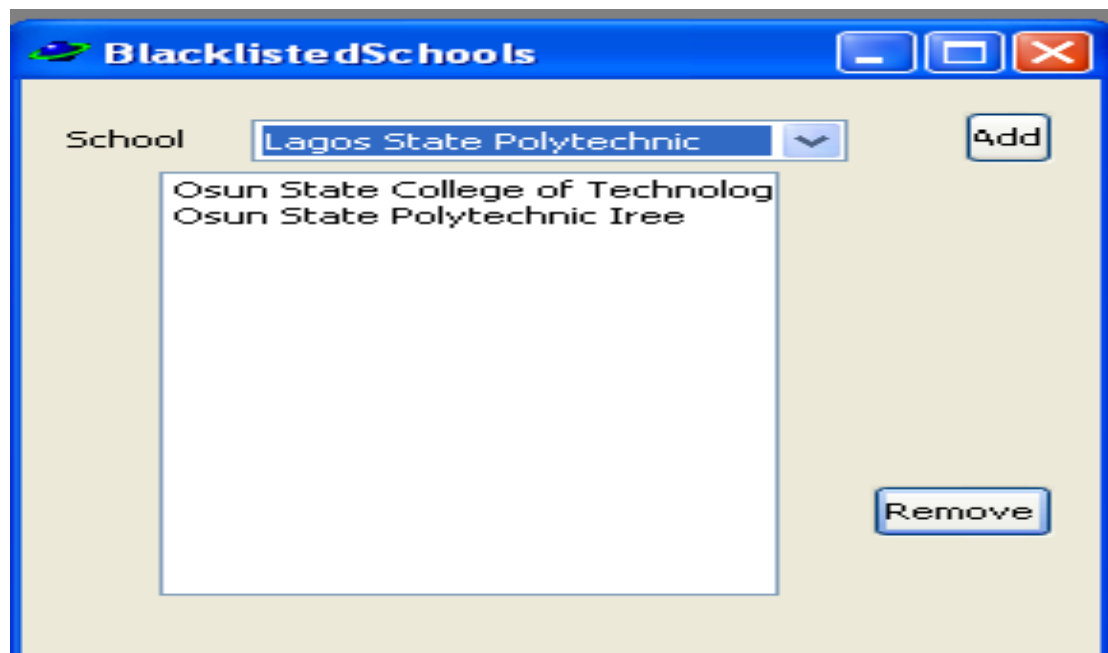 BlacklistedSchools
School Lagos State Polytechnic Add
Osun State College of Technolog
Osun State Polytechnic Iree
Remove